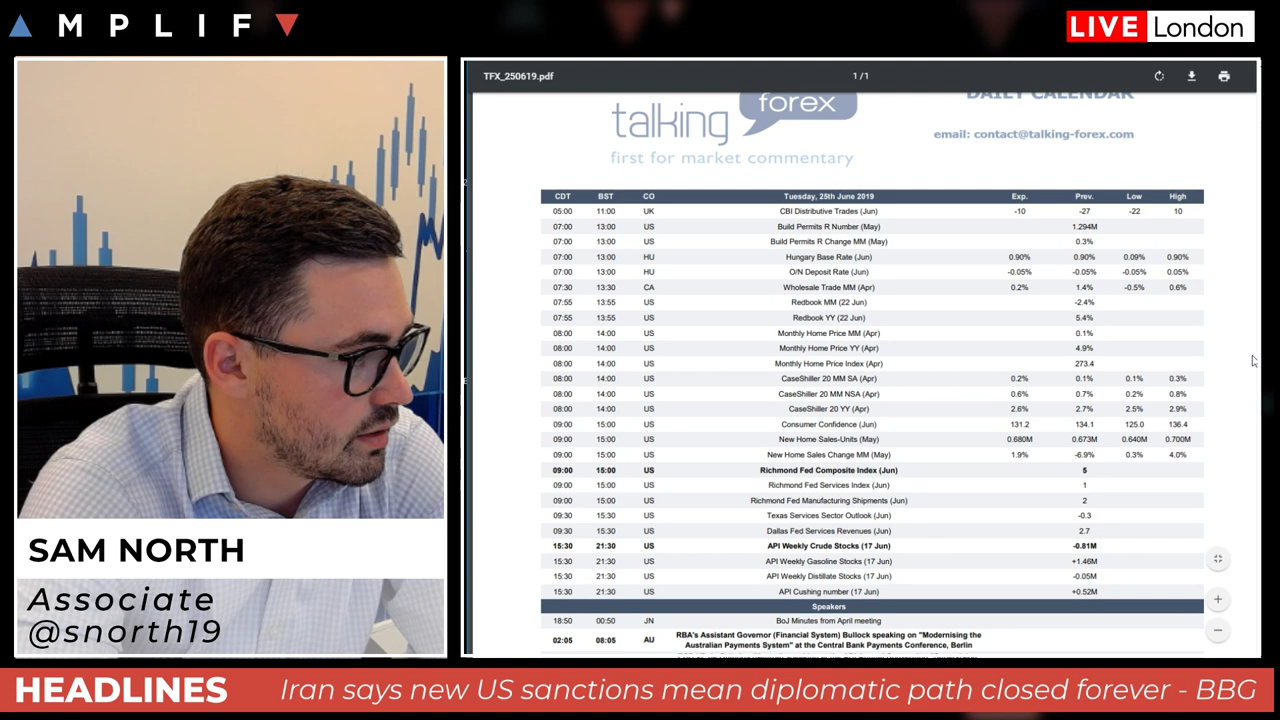 MPLIF
LIVE London
TFX_250619.pdf
1 / 1
talking forex
DAILY CALENDAR
email: contact@talking-forex.com
first for market commentary
CDT BST CO Tuesday, 25th June 2019 Exp. Prev. Low High
05:00 11:00 UK CBI Distributive Trades (Jun) -10 -27 -22 10
07:00 13:00 US Build Permits R Number (May) 1.294M
07:00 13:00 US Build Permits R Change MM (May) 0.3%
07:00 13:00 HU Hungary Base Rate (Jun) 0.90% 0.90% 0.09% 0.90%
07:00 13:00 HU O/N Deposit Rate (Jun) -0.05% -0.05% -0.05% 0.05%
07:30 13:30 CA Wholesale Trade MM (Apr) 0.2% 1.4% -0.5% 0.6%
07:55 13:55 US Redbook MM (22 Jun) -2.4%
07:55 13:55 US Redbook YY (22 Jun) 5.4%
08:00 14:00 US Monthly Home Price MM (Apr) 0.1%
08:00 14:00 US Monthly Home Price YY (Apr) 4.9%
08:00 14:00 US Monthly Home Price Index (Apr) 273.4
08:00 14:00 US CaseShiller 20 MM SA (Apr) 0.2% 0.1% 0.1% 0.3%
08:00 14:00 US CaseShiller 20 MM NSA (Apr) 0.6% 0.7% 0.2% 0.8%
08:00 14:00 US CaseShiller 20 YY (Apr) 2.6% 2.7% 2.5% 2.9%
09:00 15:00 US Consumer Confidence (Jun) 131.2 134.1 125.0 136.4
09:00 15:00 US New Home Sales-Units (May) 0.680M 0.673M 0.640M 0.700M
09:00 15:00 US New Home Sales Change MM (May) 1.9% -6.9% 0.3% 4.0%
09:00 15:00 US Richmond Fed Composite Index (Jun) 5
09:00 15:00 US Richmond Fed Services Index (Jun) 1
09:00 15:00 US Richmond Fed Manufacturing Shipments (Jun) 2
09:30 15:30 US Texas Services Sector Outlook (Jun) -0.3
09:30 15:30 US Dallas Fed Services Revenues (Jun) 2.7
15:30 21:30 US API Weekly Crude Stocks (17 Jun) -0.81M
15:30 21:30 US API Weekly Gasoline Stocks (17 Jun) +1.46M
15:30 21:30 US API Weekly Distillate Stocks (17 Jun) -0.05M
15:30 21:30 US API Cushing number (17 Jun) +0.52M
Speakers
18:50 00:50 JN BoJ Minutes from April meeting
02:05 08:05 AU RBA's Assistant Governor (Financial System) Bullock speaking on "Modernising the
Australian Payments System" at the Central Bank Payments Conference, Berlin
SAM NORTH
Associate
@snorth19
HEADLINES Iran says new US sanctions mean diplomatic path closed forever - BBG